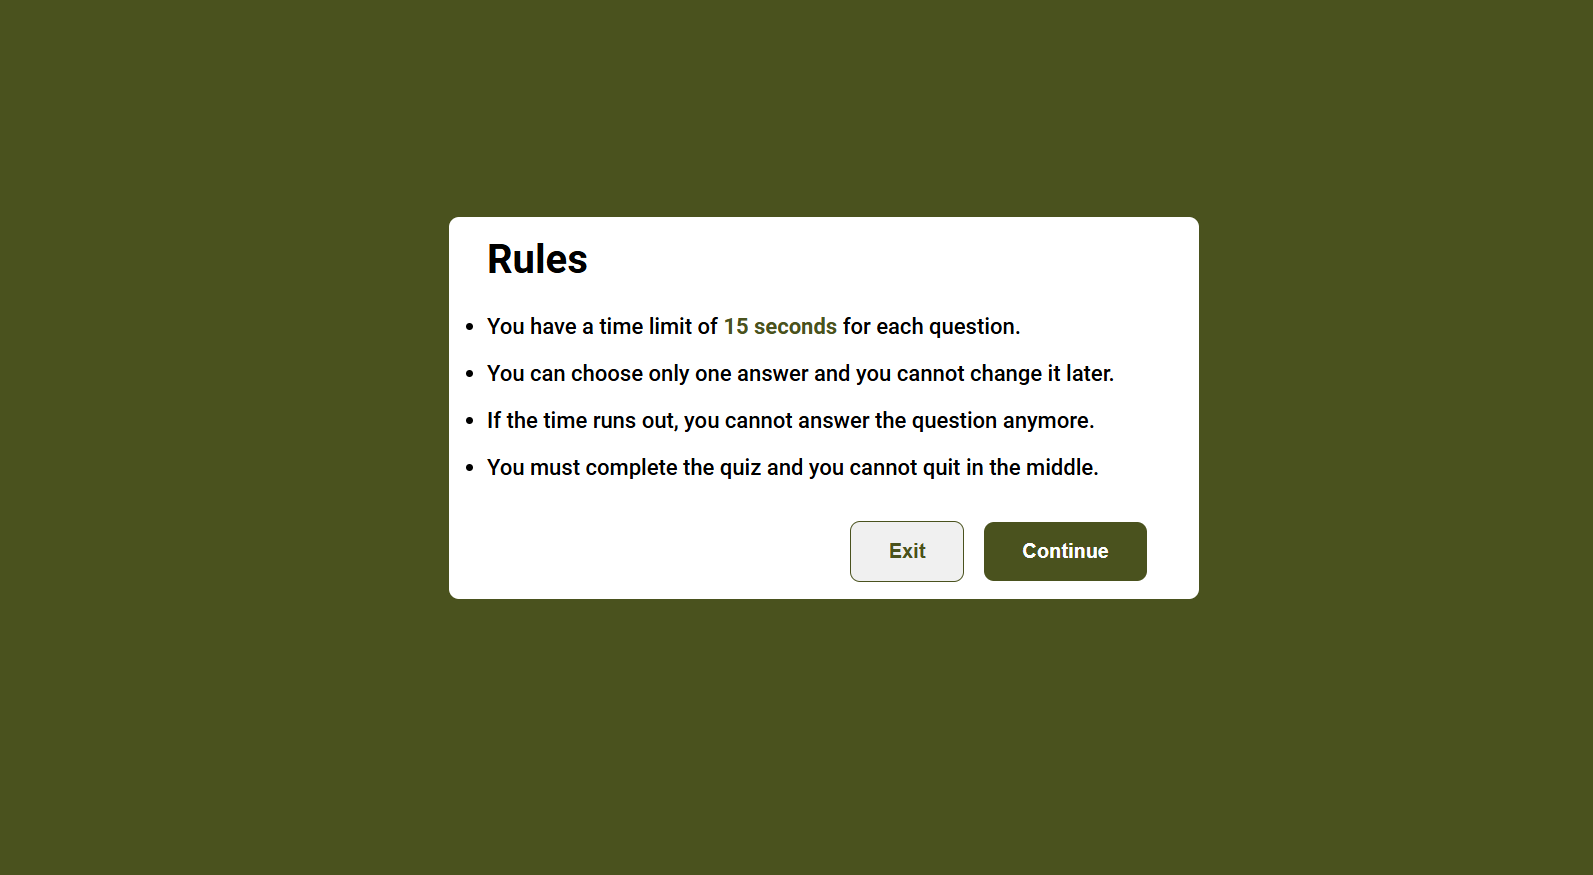 Rules
You have a time limit of 15 seconds for each question.
You can choose only one answer and you cannot change it later.
If the time runs out, you cannot answer the question anymore.
You must complete the quiz and you cannot quit in the middle.
Exit
Continue